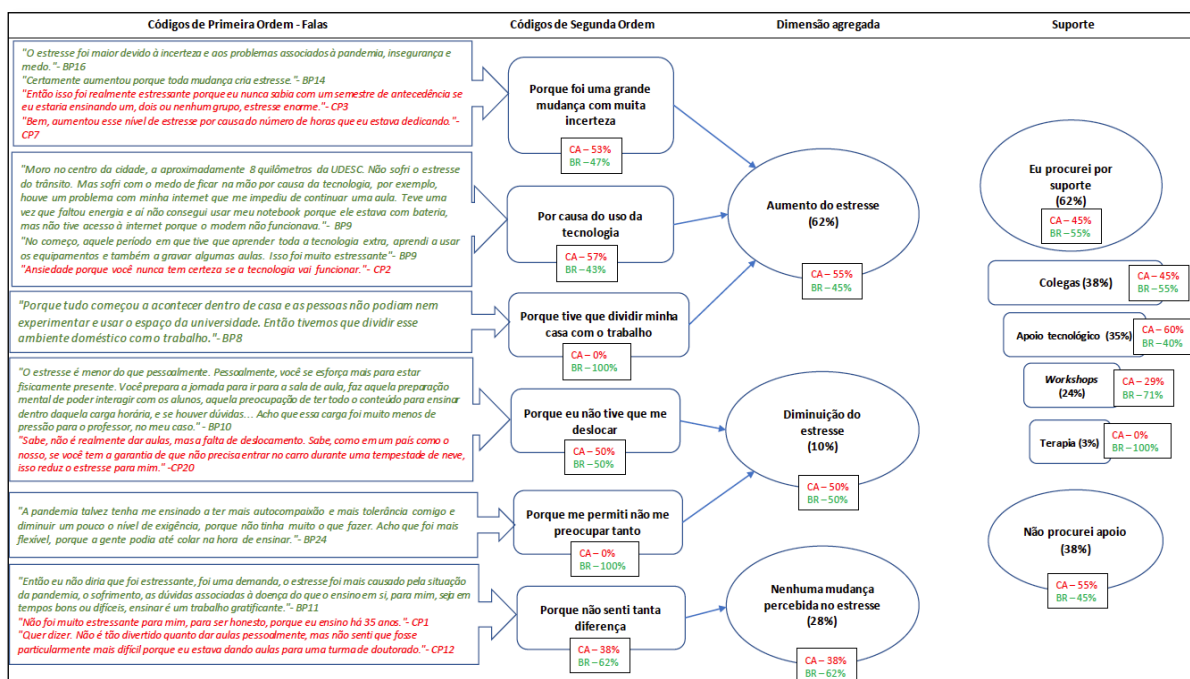 Códigos de Primeira Ordem - Falas
Códigos de Segunda Ordem
Dimensão agregada
Suporte
"O estresse foi maior devido à incerteza e aos problemas associados à pandemia, insegurança e
medo." - BP16
"Certamente aumentou porque toda mudança cria estresse."- BP14
"Então isso foi realmente estressante porque eu nunca sabia com um semestre de antecedência se
eu estaria ensinando um, dois ou nenhum grupo, estresse enorme."- CP3
"Bem, aumentou esse nível de estresse por causa do número de horas que eu estava dedicando."-
CP7
Porque foi uma grande
mudança com muita
incerteza
CA – 53%
BR – 47%
"Moro no centro da cidade, a aproximadamente 8 quilômetros da UDESC. Não sofri o estresse
do trânsito. Mas sofri com o medo de ficar na mão por causa da tecnologia, por exemplo,
houve um problema com minha internet que me impediu de continuar uma aula. Teve uma
vez que faltou energia e aí não consegui usar meu notebook porque ele estava com bateria,
mas não tive acesso à internet porque o modem não funcionava." - BP9
"No começo, aquele período em que tive que aprender toda a tecnologia extra, aprendi a usar
os equipamentos e também a gravar algumas aulas. Isso foi muito estressante"- BP9
"Ansiedade porque você nunca tem certeza se a tecnologia vai funcionar."- CP2
Por causa do uso da
tecnologia
CA – 57%
BR – 43%
"Porque tudo começou a acontecer dentro de casa e as pessoas não podiam nem
experimentar e usar o espaço da universidade. Então tivemos que dividir esse
ambiente doméstico com o trabalho."- BP8
Porque tive que dividir minha
casa com o trabalho
CA – 0%
BR – 100%
Aumento do estresse
(62%)
CA – 55%
BR – 45%
"O estresse é menor do que pessoalmente. Pessoalmente, você se esforça mais para estar
fisicamente presente. Você prepara a jornada para ir para a sala de aula, faz aquela preparação
mental de poder interagir com os alunos, aquela preocupação de ter todo o conteúdo para ensinar
dentro daquela carga horária, e se houver dúvidas... Acho que essa carga foi muito menos de
pressão para o professor, no meu caso." - BP10
"Sabe, não é realmente dar aulas, mas a falta de deslocamento. Sabe, como em um país como o
nosso, se você tem a garantia de que não precisa entrar no carro durante uma tempestade de neve,
isso reduz o estresse para mim." -CP20
Porque eu não tive que me
deslocar
CA – 50%
BR – 50%
"A pandemia talvez tenha me ensinado a ter mais autocompaixão e mais tolerância comigo e
diminuir um pouco o nível de exigência, porque não tinha muito o que fazer. Acho que foi mais
flexível, porque a gente podia até colar na hora de ensinar."- BP24
Porque me permiti não me
preocupar tanto
CA – 0%
BR – 100%
Diminuição do
estresse
(10%)
CA – 50%
BR – 50%
"Então eu não diria que foi estressante, foi uma demanda, o estresse foi mais causado pela situação
da pandemia, o sofrimento, as dúvidas associadas à doença do que o ensino em si, para mim, seja em
tempos bons ou difíceis, ensinar é um trabalho gratificante."- BP11
"Não foi muito estressante para mim, para ser honesto, porque eu ensino há 35 anos."- CP1
"Quer dizer. Não é tão divertido quanto dar aulas pessoalmente, mas não senti que fosse
particularmente mais difícil porque eu estava dando aulas para uma turma de doutorado."- CP12
Porque não senti tanta
diferença
CA – 38%
BR – 62%
Nenhuma mudança
percebida no estresse
(28%)
CA – 38%
BR – 62%
Eu procurei por
suporte
(62%)
CA – 45%
BR – 55%
Colegas (38%)
CA – 45%
BR – 55%
Apoio tecnológico (35%)
CA – 60%
BR – 40%
Workshops
(24%)
CA – 29%
BR – 71%
Terapia (3%)
CA – 0%
BR – 100%
Não procurei apoio
(38%)
CA – 55%
BR – 45%